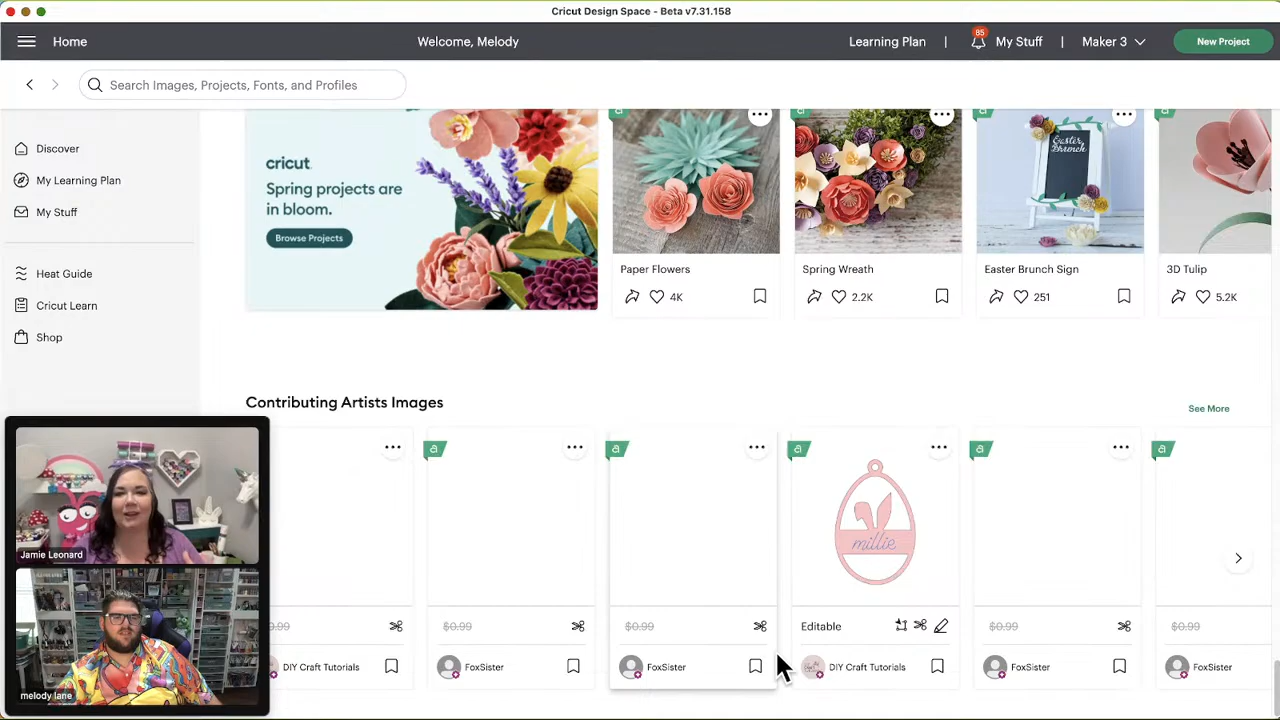 Cricut Design Space - Beta v7.31.158
Home
Welcome, Melody
Learning Plan
85
My Stuff
Maker 3
New Project
Search Images, Projects, Fonts, and Profiles
Discover
My Learning Plan
My Stuff
Heat Guide
Cricut Learn
Shop
cricut
Spring projects are
in bloom.
Browse Projects
Easter
Brunch
Paper Flowers
4K
Spring Wreath
2.2K
Easter Brunch Sign
251
3D Tulip
5.2K
Contributing Artists Images
See More
millie
0.99
$0.99
$0.99
Editable
$0.99
$0.99
DIY Craft Tutorials
FoxSister
FoxSister
DIY Craft Tutorials
FoxSister
FoxSister
Jamie Leonard
melody lane